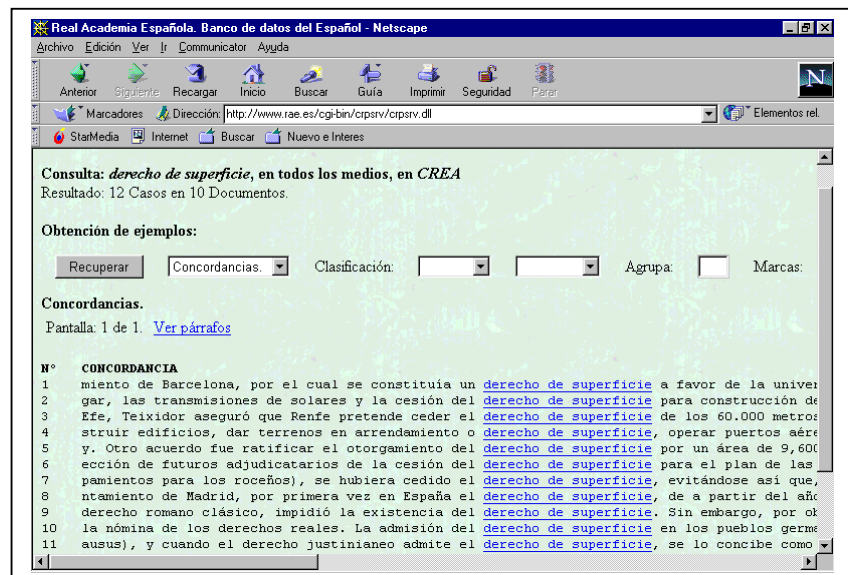 Real Academia Española. Banco de datos del Español - Netscape
Archivo Edición Ver Ir Communicator Ayuda
Anterior Siguiente Recargar Inicio Buscar Guía Imprimir Seguridad Parar
N
Marcadores Dirección: http://www.rae.es/cgi-bin/crpsrv/crpsrv.dll Elementos rel.
StarMedia Internet Buscar Nuevo e Interes
Consulta: derecho de superficie, en todos los medios, en CREA
Resultado: 12 Casos en 10 Documentos.
Obtención de ejemplos:
Recuperar Concordancias. Clasificación: Agrupa: Marcas:
Concordancias.
Pantalla: 1 de 1. Ver párrafos
Nº CONCORDANCIA
1 miento de Barcelona, por el cual se constituía un derecho de superficie a favor de la univer
2 gar, las transmisiones de solares y la cesión del derecho de superficie para construcción de
3 Efe, Teixidor aseguró que Renfe pretende ceder el derecho de superficie de los 60.000 metros
4 struir edificios, dar terrenos en arrendamiento o derecho de superficie, operar puertos aére
5 y. Otro acuerdo fue ratificar el otorgamiento del derecho de superficie por un área de 9,600
6 ección de futuros adjudicatarios de la cesión del derecho de superficie para el plan de las
7 pamientos para los roceños), se hubiera cedido el derecho de superficie, evitándose así que,
8 ntamiento de Madrid, por primera vez en España el derecho de superficie, de a partir del año
9 derecho romano clásico, impidió la existencia del derecho de superficie. Sin embargo, por ob
10 la nómina de los derechos reales. La admisión del derecho de superficie en los pueblos germa
11 ausus), y cuando el derecho justinianeo admite el derecho de superficie, se lo concibe como